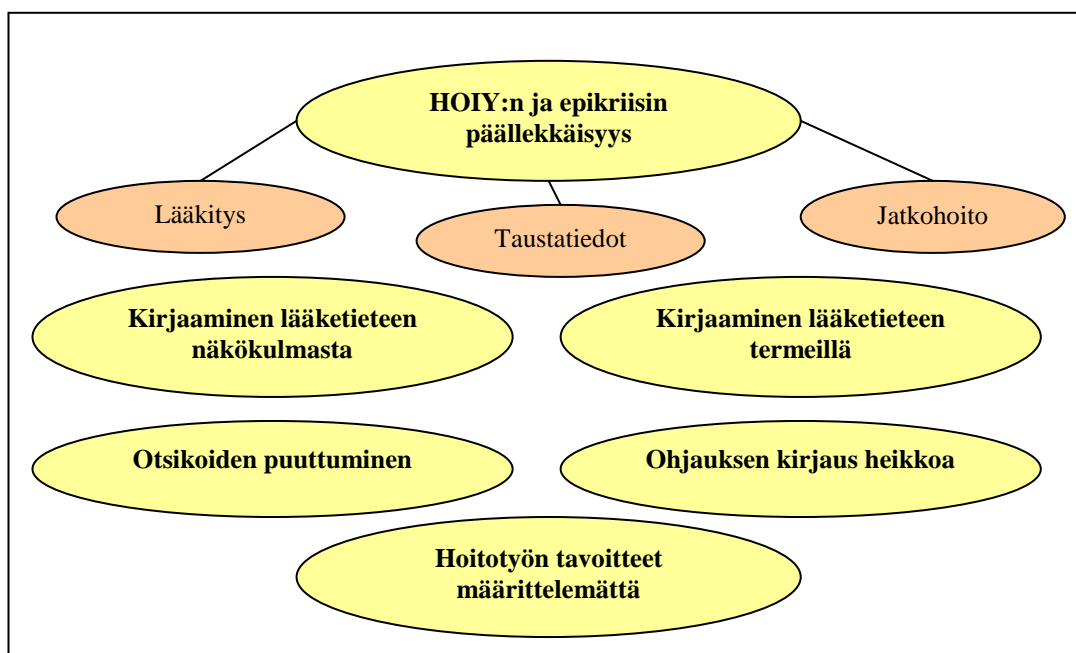 HOIY:n ja epikriisin
päällekkäisyys
Lääkitys
Taustatiedot
Jatkohoito
Kirjaaminen lääketieteen
näkökulmasta
Kirjaaminen lääketieteen
termeillä
Otsikoiden puuttuminen
Ohjauksen kirjaus heikkoa
Hoitotyön tavoitteet
määrittelemättä